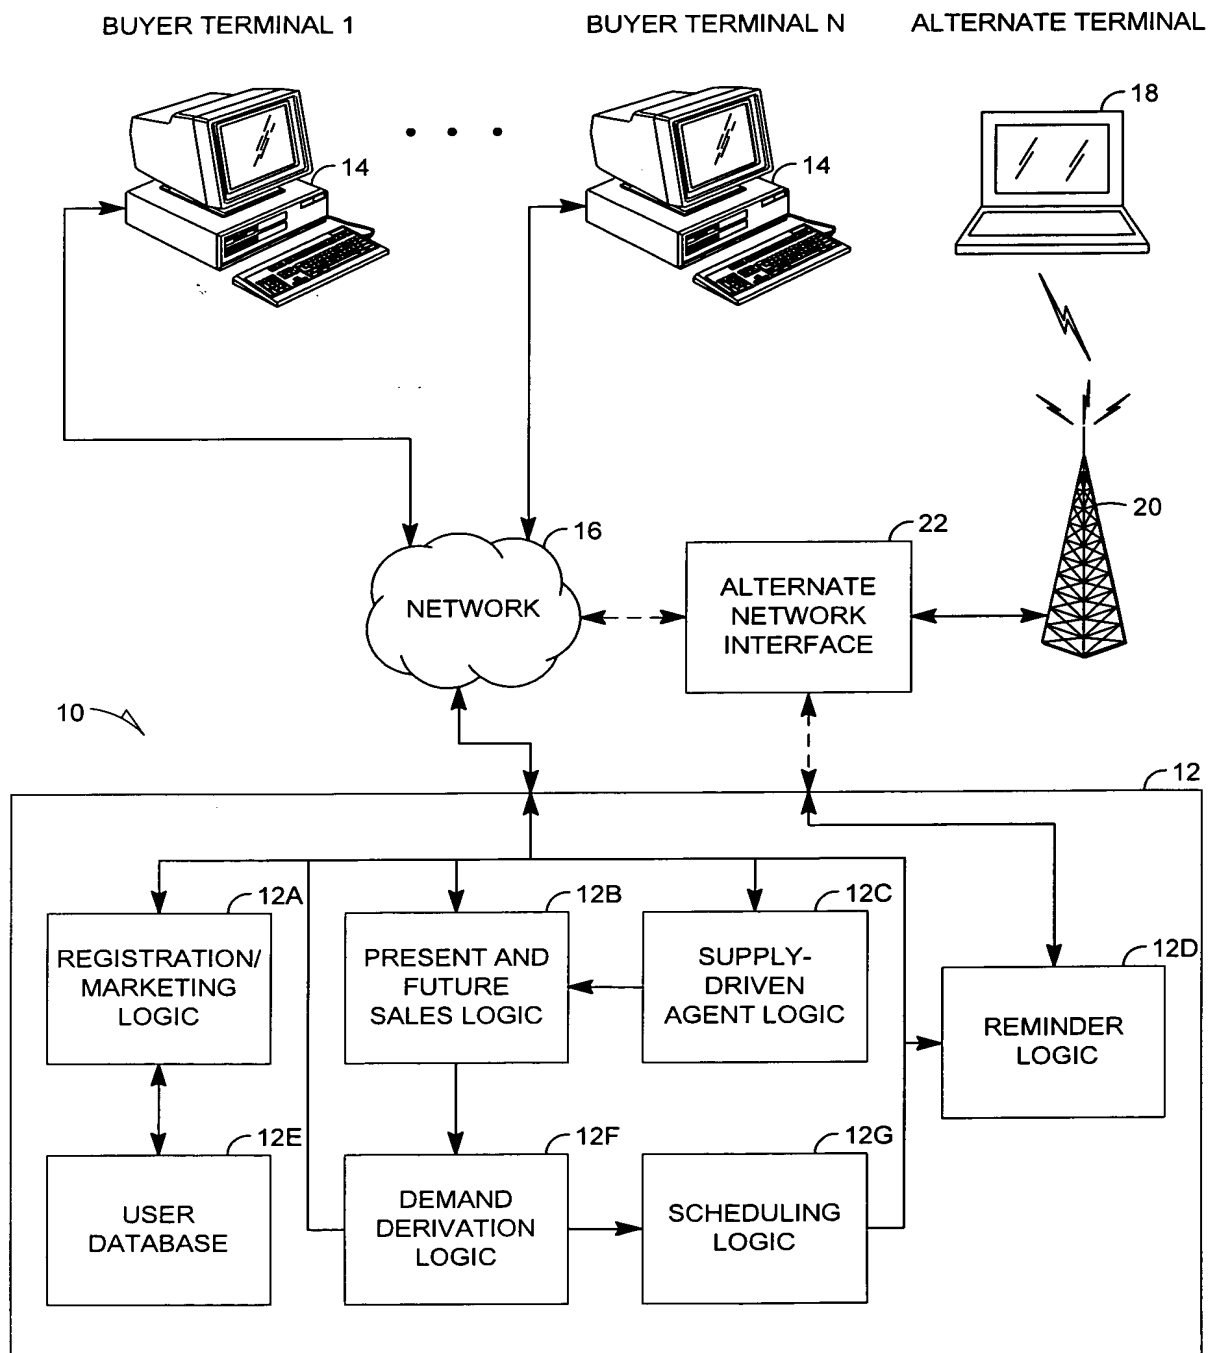 BUYER TERMINAL 1
BUYER TERMINAL N
ALTERNATE TERMINAL
18
14
14
20
16
22
NETWORK
ALTERNATE
NETWORK
INTERFACE
10
12
12A
12B
12C
12D
REGISTRATION/
MARKETING
LOGIC
PRESENT AND
FUTURE
SALES LOGIC
SUPPLY-
DRIVEN
AGENT LOGIC
REMINDER
LOGIC
12E
12F
12G
USER
DATABASE
DEMAND
DERIVATION
LOGIC
SCHEDULING
LOGIC